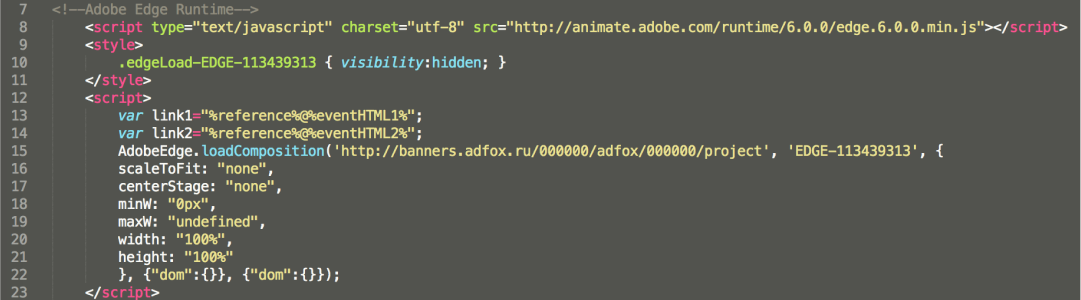 7 <!--Adobe Edge Runtime-->
8 <script type="text/javascript" charset="utf-8" src="http://animate.adobe.com/runtime/6.0.0/edge.6.0.0.min.js"></script>
9 <style>
10 .edgeLoad-EDGE-113439313 { visibility:hidden; }
11 </style>
12 <script>
13 var link1="%reference%@%eventHTML1%";
14 var link2="%reference%@%eventHTML2%";
15 AdobeEdge.loadComposition('http://banners.adfox.ru/000000/adfox/000000/project', 'EDGE-113439313', {
16 scaleToFit: "none",
17 centerStage: "none",
18 minW: "0px",
19 maxW: "undefined",
20 width: "100%",
21 height: "100%"
22 }, {"dom":{}}, {"dom":{}});
23 </script>